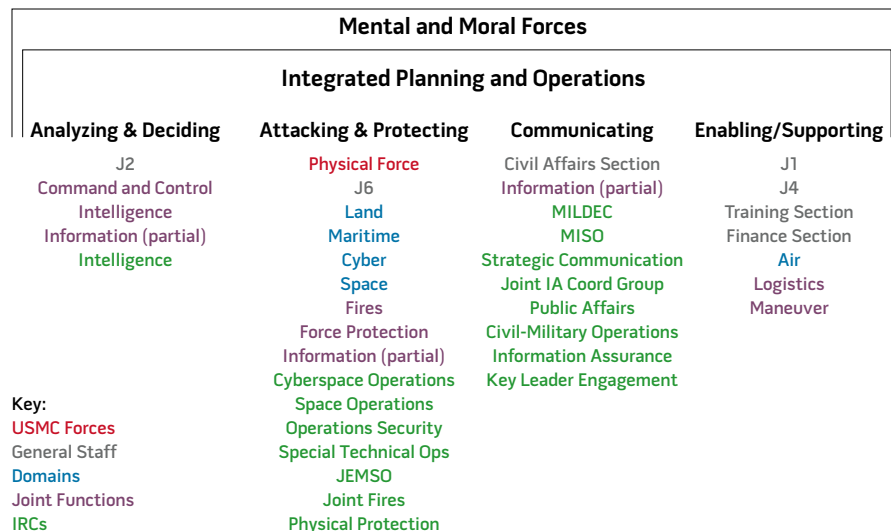 Mental and Moral Forces
Integrated Planning and Operations
Analyzing & Deciding
J2
Command and Control
Intelligence
Information (partial)
Intelligence
Attacking & Protecting
Physical Force
J6
Land
Maritime
Cyber
Space
Fires
Force Protection
Information (partial)
Cyberspace Operations
Space Operations
Operations Security
Special Technical Ops
JEMSO
Joint Fires
Physical Protection
Communicating
Civil Affairs Section
Information (partial)
MILDEC
MISO
Strategic Communication
Joint IA Coord Group
Public Affairs
Civil-Military Operations
Information Assurance
Key Leader Engagement
Enabling/Supporting
J1
J4
Training Section
Finance Section
Air
Logistics
Maneuver
Key:
USMC Forces
General Staff
Domains
Joint Functions
IRCs